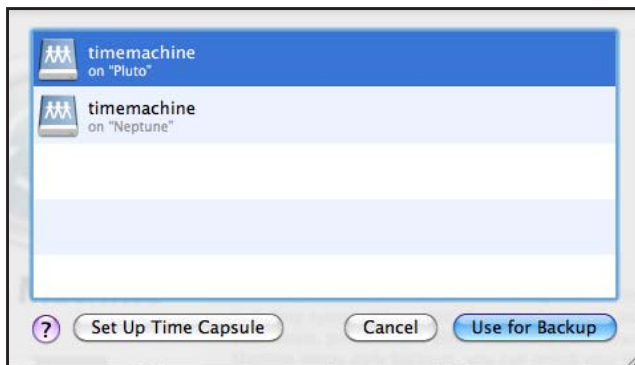 timemachine
on "Pluto"
timemachine
on "Neptune"
?
Set Up Time Capsule
Cancel
Use for Backup